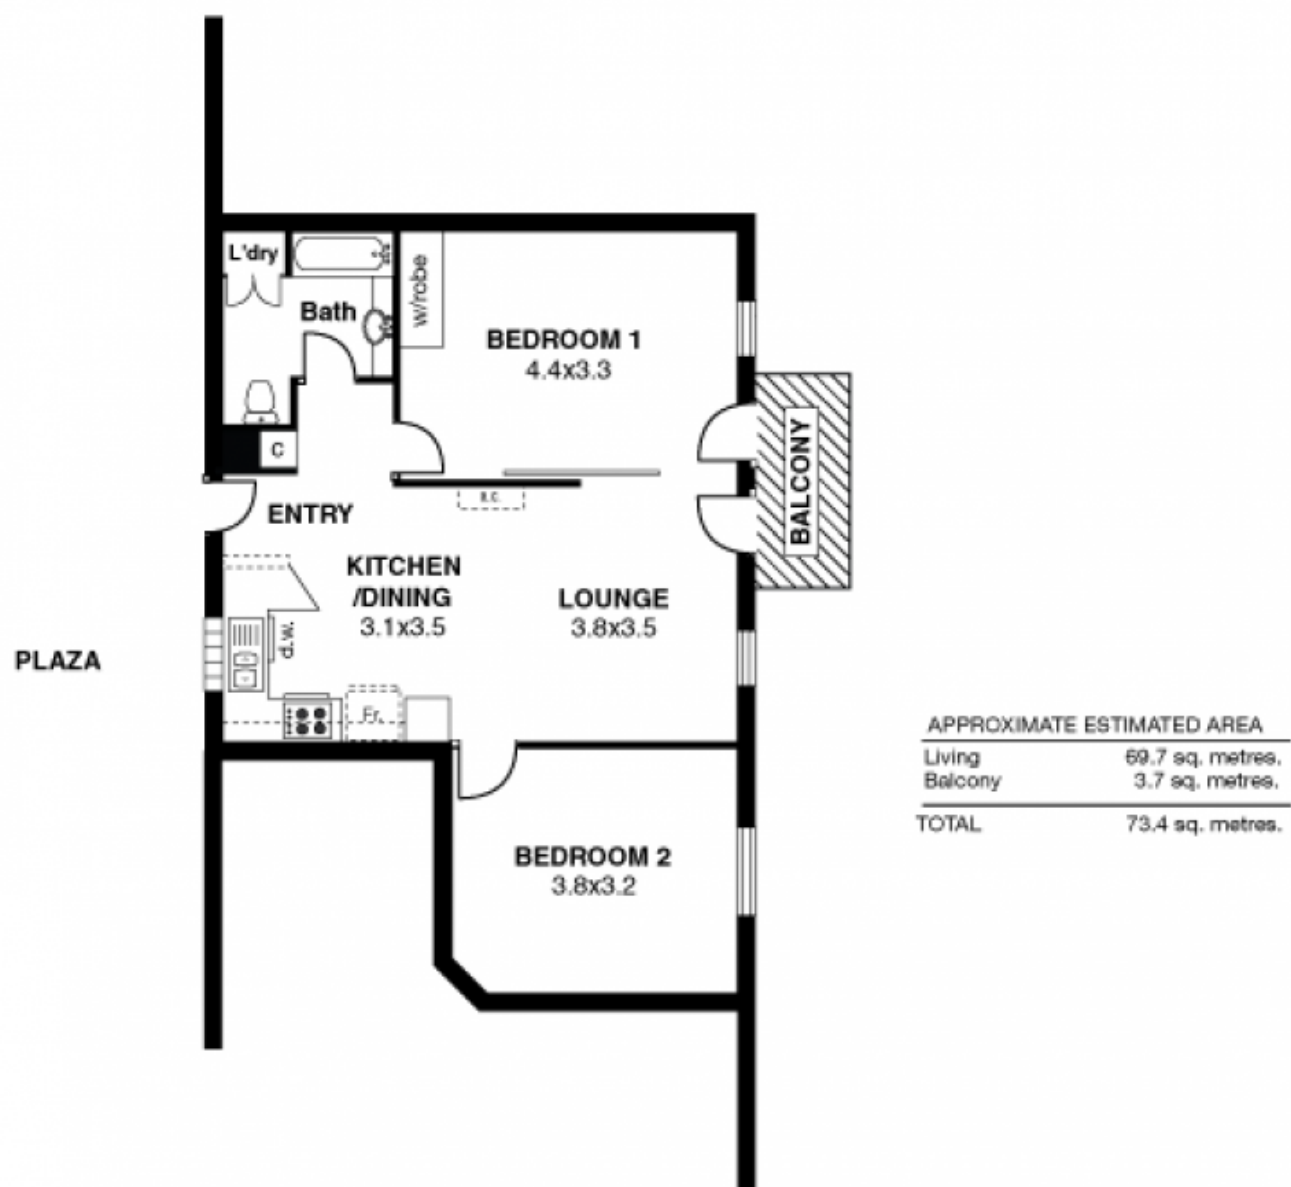 L'dry
Bath
w/robe
BEDROOM 1
4.4x3.3
C
BALCONY
ENTRY
KITCHEN
/DINING
3.1x3.5
LOUNGE
3.8x3.5
d.w.
PLAZA
Fr.
BEDROOM 2
3.8x3.2
APPROXIMATE ESTIMATED AREA
Living 69.7 sq. metres.
Balcony 3.7 sq. metres.
TOTAL 73.4 sq. metres.